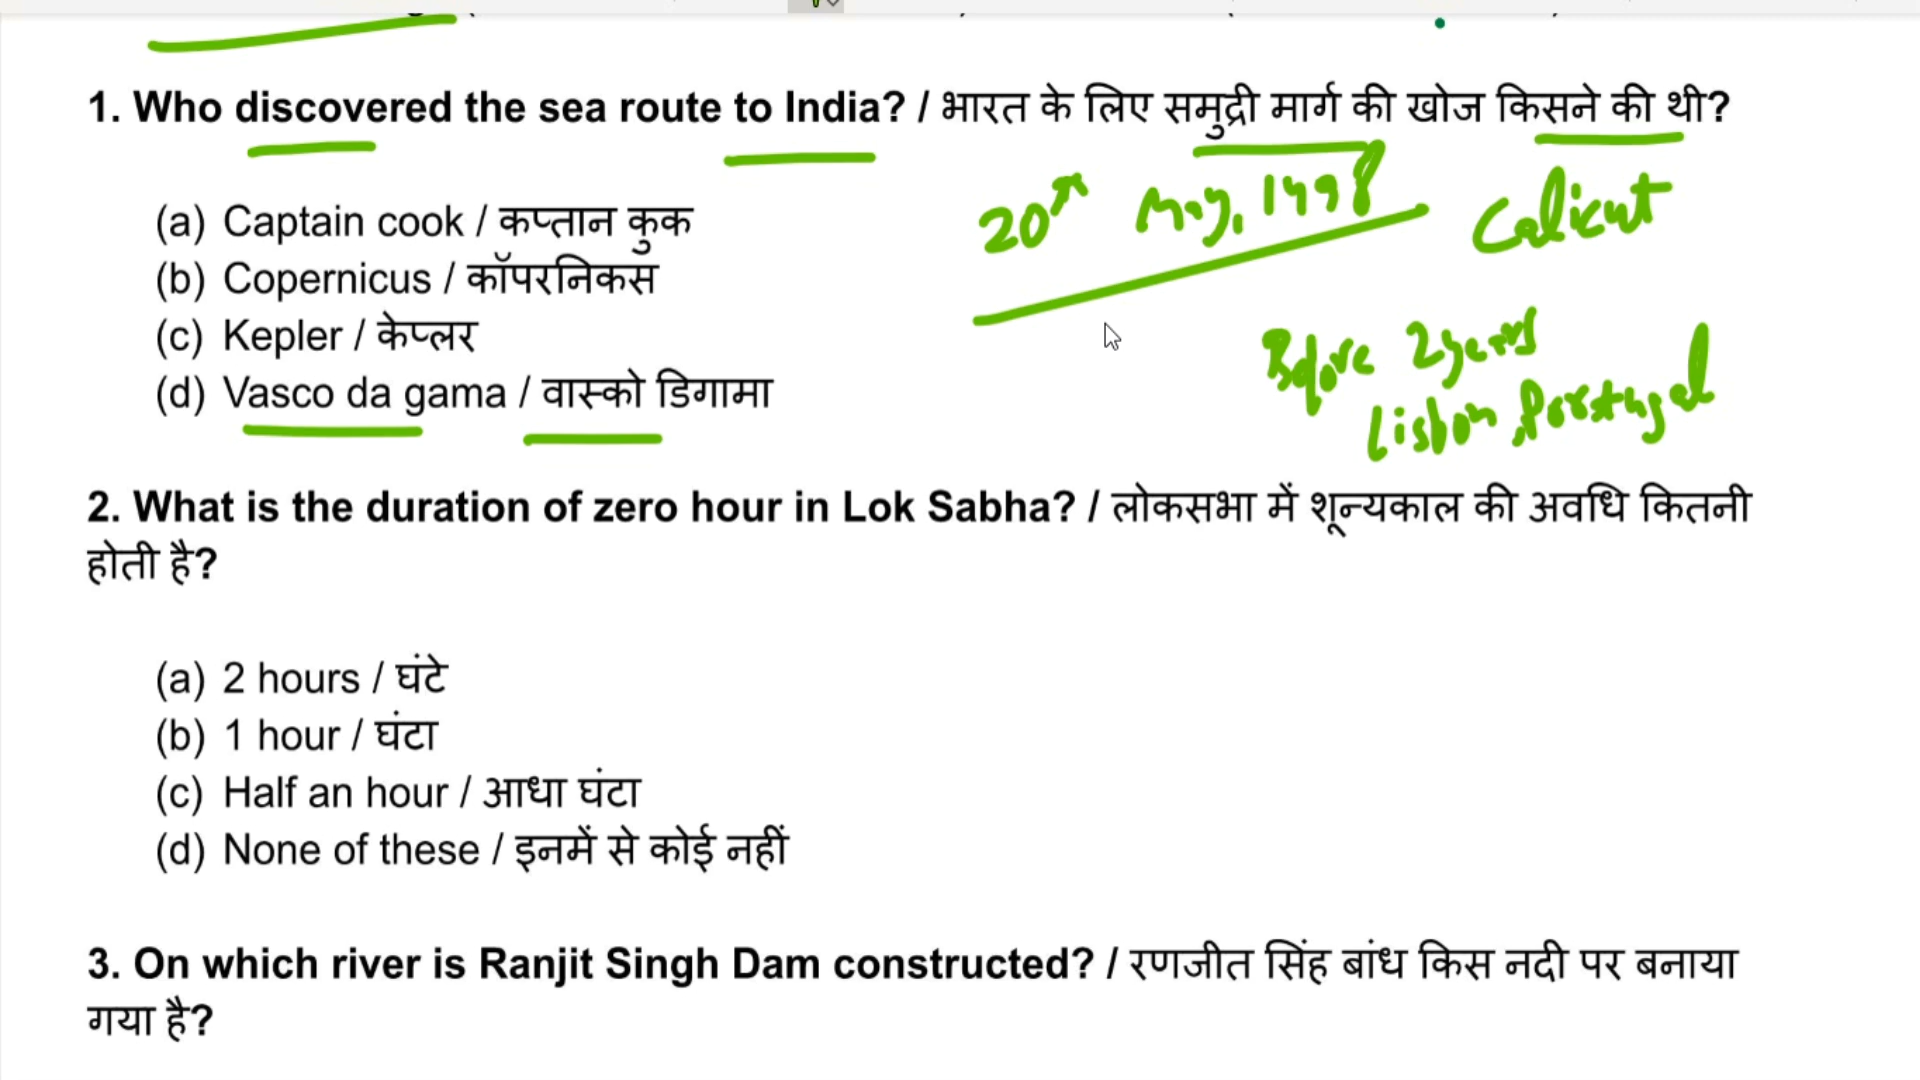 1. Who discovered the sea route to India? / भारत के लिए समुद्री मार्ग की खोज किसने की थी?
20th May, 1498 Calicut
(a) Captain cook / कप्तान कुक
(b) Copernicus / कॉपरनिकस
(c) Kepler / केप्लर
Before 2 years
(d) Vasco da gama / वास्को डिगामा
Lisbon, Portugal
2. What is the duration of zero hour in Lok Sabha? / लोकसभा में शून्यकाल की अवधि कितनी
होती है?
(a) 2 hours / घंटे
(b) 1 hour / घंटा
(c) Half an hour / आधा घंटा
(d) None of these / इनमें से कोई नहीं
3. On which river is Ranjit Singh Dam constructed? / रणजीत सिंह बांध किस नदी पर बनाया
गया है?